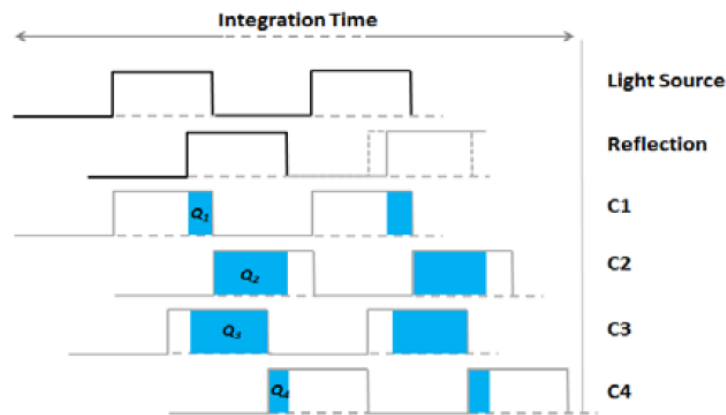 Integration Time
Light Source
Reflection
Q1
C1
Q2
C2
Q3
C3
Q4
C4